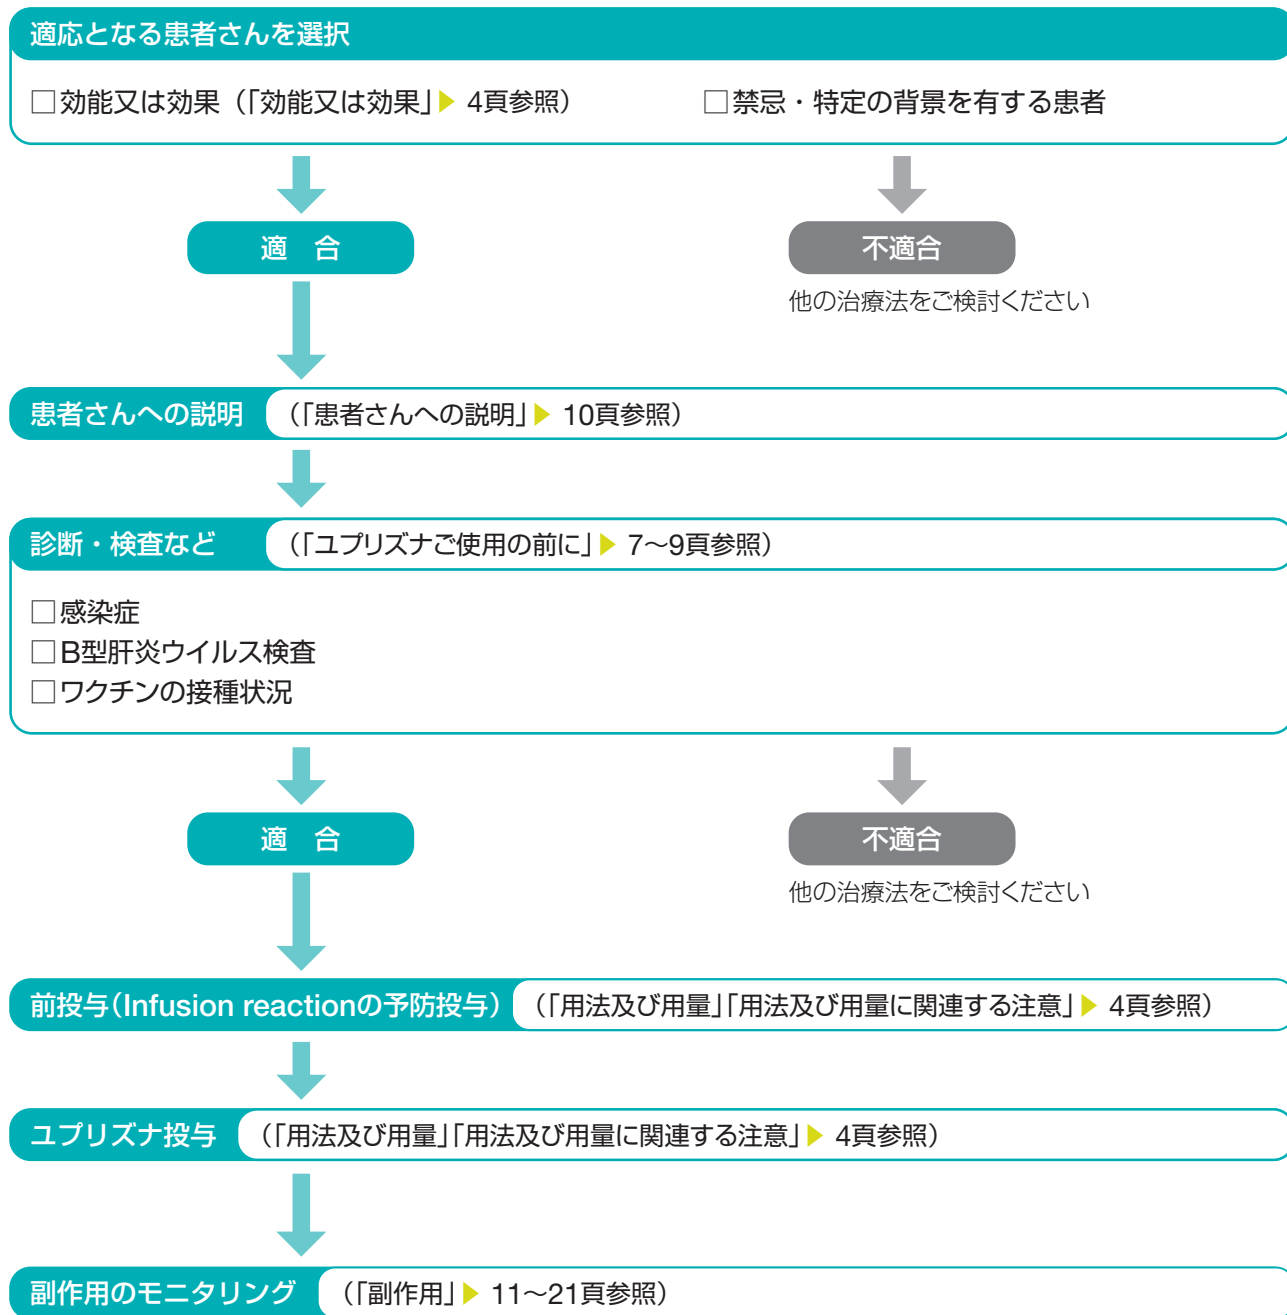 適応となる患者さんを選択
□効能又は効果（「効能又は効果」▶ 4頁参照） □禁忌・特定の背景を有する患者
適　合 不適合
他の治療法をご検討ください
患者さんへの説明 （「患者さんへの説明」▶ 10頁参照）
診断・検査など （「ユプリズナご使用の前に」▶ 7〜9頁参照）
□感染症
□B型肝炎ウイルス検査
□ワクチンの接種状況
適　合 不適合
他の治療法をご検討ください
前投与（Infusion reactionの予防投与） （「用法及び用量」「用法及び用量に関連する注意」▶ 4頁参照）
ユプリズナ投与 （「用法及び用量」「用法及び用量に関連する注意」▶ 4頁参照）
副作用のモニタリング （「副作用」▶ 11〜21頁参照）